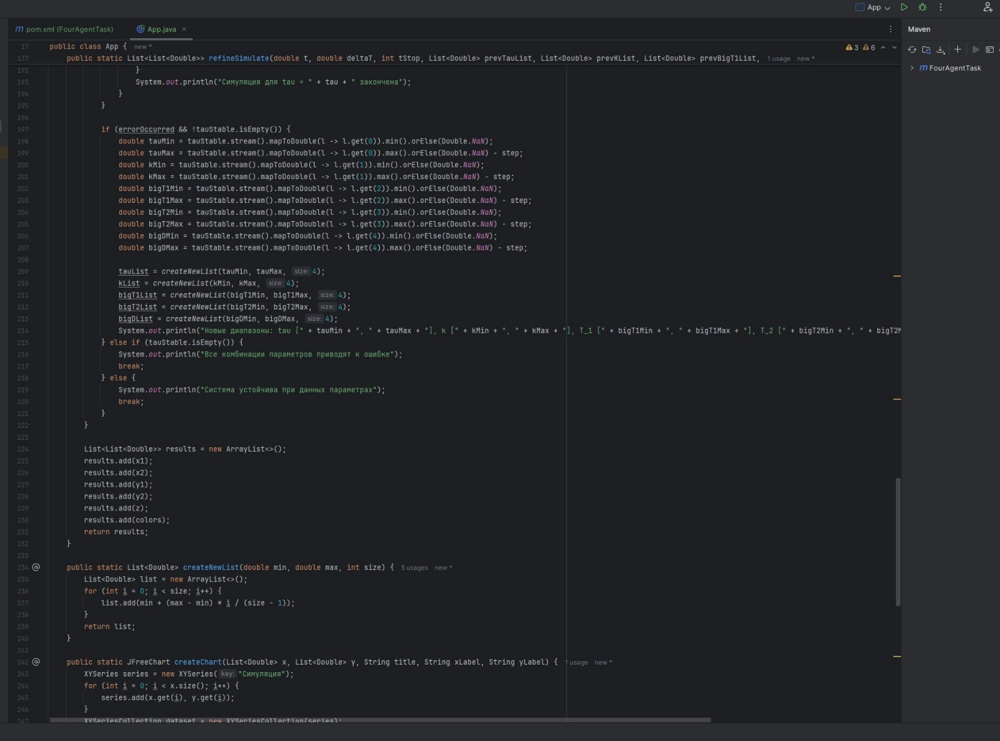 App
m pom.xml (FourAgentTask)
App.java ×
Maven
17 public class App { new *
3 6
137 public static List<List<Double>> refineSimulate(double t, double deltaT, int tStop, List<Double> prevTauList, List<Double> prevKList, List<Double> prevBigT1List, 1 usage new *
m FourAgentTask
192 }
193 System.out.println("Симуляция для tau = " + tau + " закончена");
194 }
195 }
196
197 if (errorOccurred && !tauStable.isEmpty()) {
198 double tauMin = tauStable.stream().mapToDouble(l -> l.get(0)).min().orElse(Double.NaN);
199 double tauMax = tauStable.stream().mapToDouble(l -> l.get(0)).max().orElse(Double.NaN) - step;
200 double kMin = tauStable.stream().mapToDouble(l -> l.get(1)).min().orElse(Double.NaN);
201 double kMax = tauStable.stream().mapToDouble(l -> l.get(1)).max().orElse(Double.NaN) - step;
202 double bigT1Min = tauStable.stream().mapToDouble(l -> l.get(2)).min().orElse(Double.NaN);
203 double bigT1Max = tauStable.stream().mapToDouble(l -> l.get(2)).max().orElse(Double.NaN) - step;
204 double bigT2Min = tauStable.stream().mapToDouble(l -> l.get(3)).min().orElse(Double.NaN);
205 double bigT2Max = tauStable.stream().mapToDouble(l -> l.get(3)).max().orElse(Double.NaN) - step;
206 double bigDMin = tauStable.stream().mapToDouble(l -> l.get(4)).min().orElse(Double.NaN);
207 double bigDMax = tauStable.stream().mapToDouble(l -> l.get(4)).max().orElse(Double.NaN) - step;
208
209 tauList = createNewList(tauMin, tauMax, size: 4);
210 kList = createNewList(kMin, kMax, size: 4);
211 bigT1List = createNewList(bigT1Min, bigT1Max, size: 4);
212 bigT2List = createNewList(bigT2Min, bigT2Max, size: 4);
213 bigDList = createNewList(bigDMin, bigDMax, size: 4);
214 System.out.println("Новые диапазоны: tau [" + tauMin + ", " + tauMax + "], k [" + kMin + ", " + kMax + "], T_1 [" + bigT1Min + ", " + bigT1Max + "], T_2 [" + bigT2Min + ", " + bigT2M
215 } else if (tauStable.isEmpty()) {
216 System.out.println("Все комбинации параметров приводят к ошибке");
217 break;
218 } else {
219 System.out.println("Система устойчива при данных параметрах");
220 break;
221 }
222 }
223
224 List<List<Double>> results = new ArrayList<>();
225 results.add(x1);
226 results.add(x2);
227 results.add(y1);
228 results.add(y2);
229 results.add(z);
230 results.add(colors);
231 return results;
232 }
233
234 @ public static List<Double> createNewList(double min, double max, int size) { 5 usages new *
235 List<Double> list = new ArrayList<>();
236 for (int i = 0; i < size; i++) {
237 list.add(min + (max - min) * i / (size - 1));
238 }
239 return list;
240 }
241
242 @ public static JFreeChart createChart(List<Double> x, List<Double> y, String title, String xLabel, String yLabel) { 1 usage new *
243 XYSeries series = new XYSeries( key: "Симуляция");
244 for (int i = 0; i < x.size(); i++) {
245 series.add(x.get(i), y.get(i));
246 }
247 XYSeriesCollection dataset = new XYSeriesCollection(series);